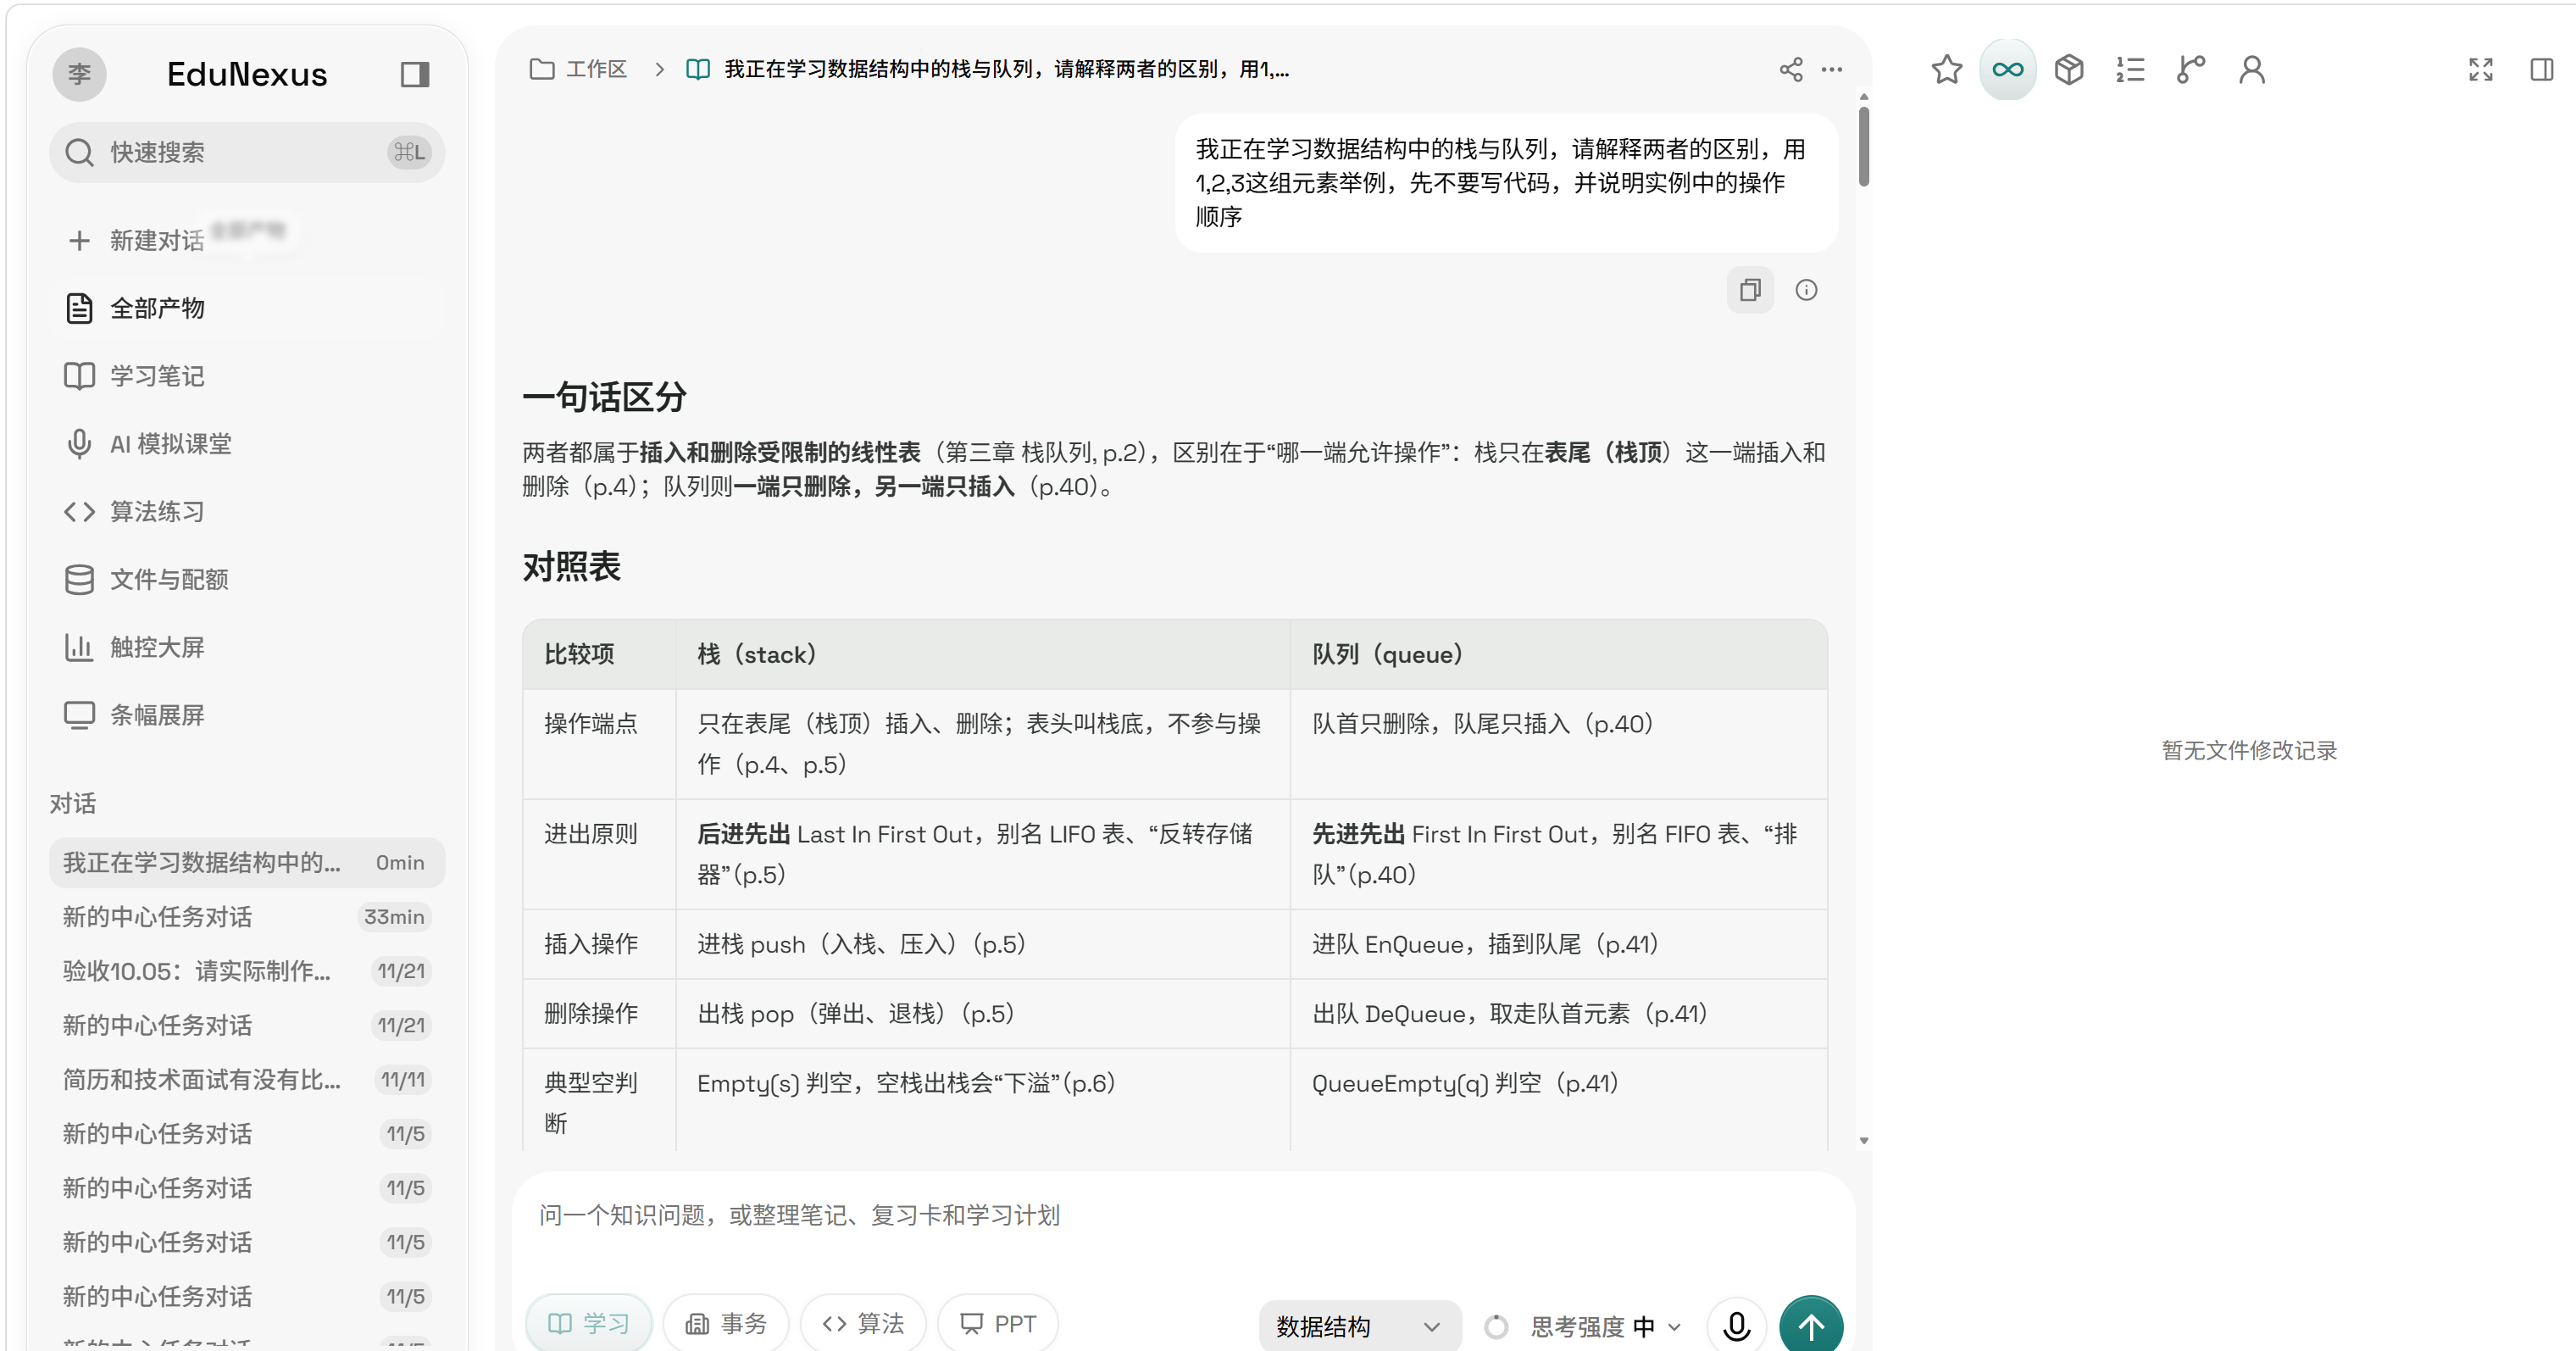 李
EduNexus
快速搜索
⌘L
新建对话
全部产物
全部产物
学习笔记
AI 模拟课堂
算法练习
文件与配额
触控大屏
条幅展屏
对话
我正在学习数据结构中的... 0min
新的中心任务对话 33min
验收10.05：请实际制作... 11/21
新的中心任务对话 11/21
简历和技术面试有没有比... 11/11
新的中心任务对话 11/5
新的中心任务对话 11/5
新的中心任务对话 11/5
新的中心任务对话 11/5
工作区
我正在学习数据结构中的栈与队列，请解释两者的区别，用1,...
我正在学习数据结构中的栈与队列，请解释两者的区别，用
1,2,3这组元素举例，先不要写代码，并说明实例中的操作
顺序
一句话区分
两者都属于插入和删除受限制的线性表（第三章 栈队列, p.2），区别在于“哪一端允许操作”：栈只在表尾（栈顶）这一端插入和
删除（p.4）；队列则一端只删除，另一端只插入（p.40）。
对照表
比较项 栈（stack） 队列（queue）
操作端点 只在表尾（栈顶）插入、删除；表头叫栈底，不参与操 队首只删除，队尾只插入（p.40）
作（p.4、p.5）
进出原则 后进先出 Last In First Out，别名 LIFO 表、“反转存储 先进先出 First In First Out，别名 FIFO 表、“排
器”（p.5） 队”（p.40）
插入操作 进栈 push（入栈、压入）（p.5） 进队 EnQueue，插到队尾（p.41）
删除操作 出栈 pop（弹出、退栈）（p.5） 出队 DeQueue，取走队首元素（p.41）
典型空判 Empty(s) 判空，空栈出栈会“下溢”（p.6） QueueEmpty(q) 判空（p.41）
断
问一个知识问题，或整理笔记、复习卡和学习计划
学习 事务 算法 PPT
数据结构 思考强度 中
暂无文件修改记录